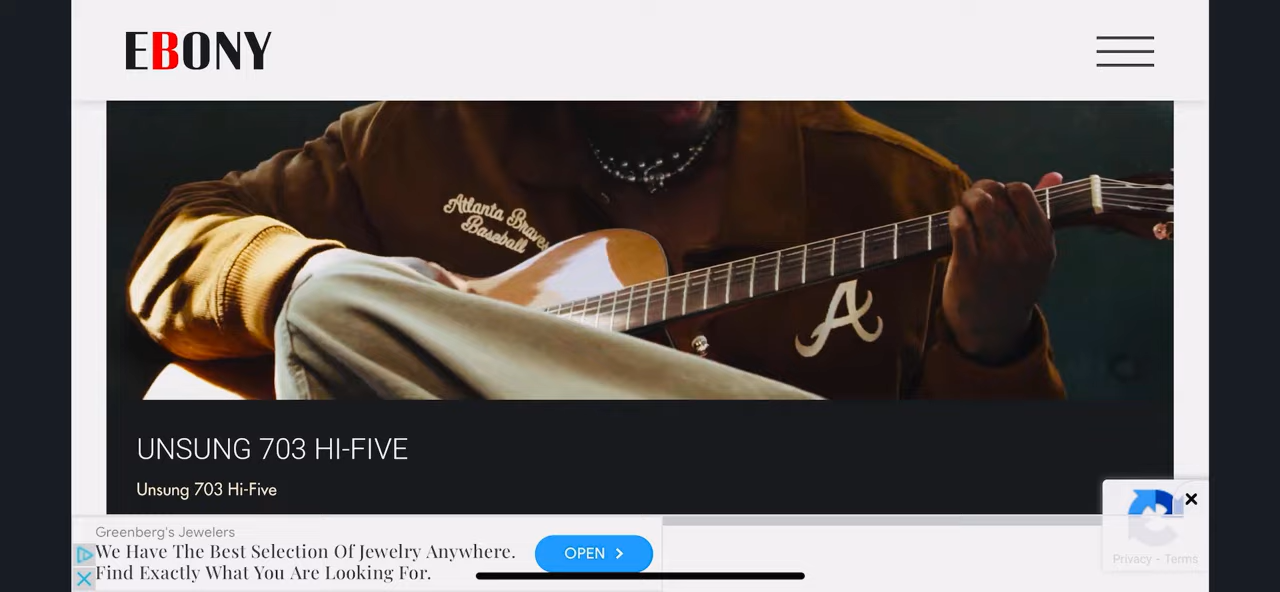 EBONY
Atlanta Braves
Baseball
A
UNSUNG 703 HI-FIVE
Unsung 703 Hi-Five
Greenberg's Jewelers
We Have The Best Selection Of Jewelry Anywhere.
Find Exactly What You Are Looking For.
OPEN
Privacy - Terms